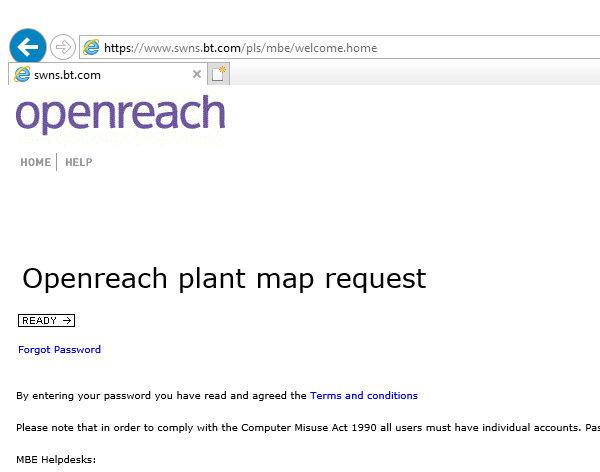 https://www.swns.bt.com/pls/mbe/welcome.home
swns.bt.com
openreach
HOME HELP
Openreach plant map request
READY →
Forgot Password
By entering your password you have read and agreed the Terms and conditions
Please note that in order to comply with the Computer Misuse Act 1990 all users must have individual accounts.
MBE Helpdesks: